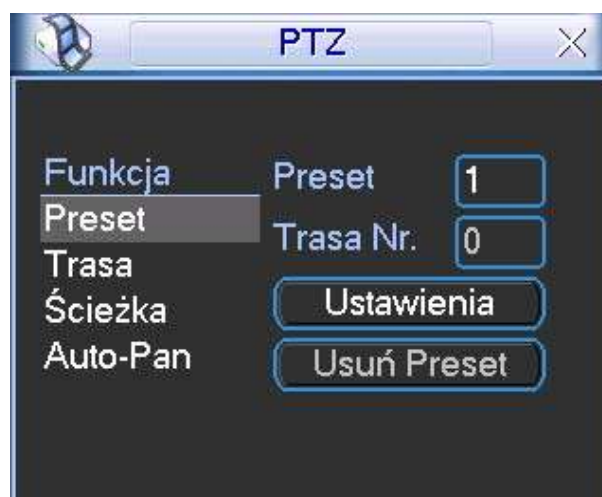 PTZ
Funkcja
Preset
Trasa
Ścieżka
Auto-Pan
Preset 1
Trasa Nr. 0
Ustawienia
Usuń Preset